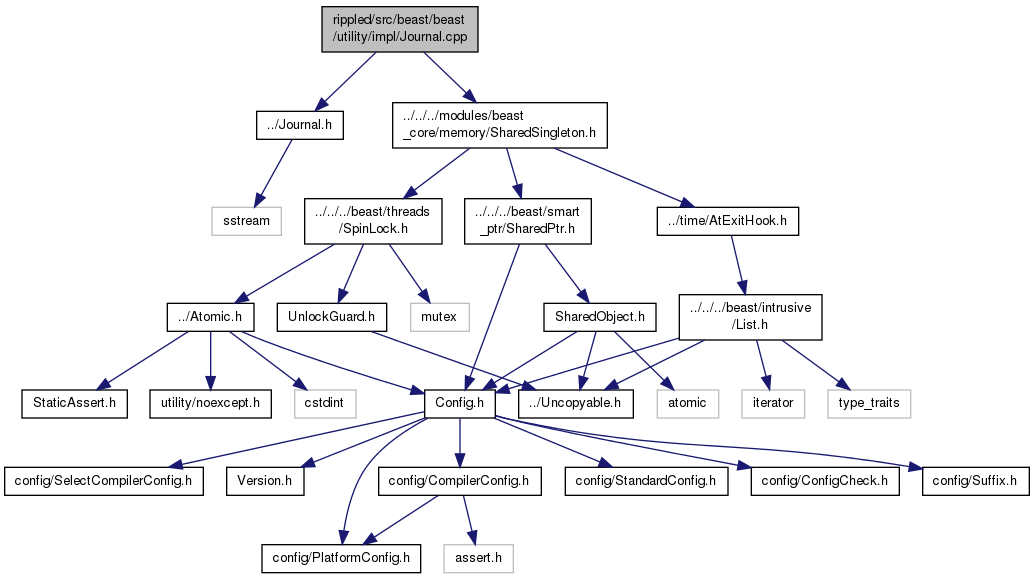 rippled/src/beast/beast
/utility/impl/Journal.cpp
../Journal.h
../../../modules/beast
_core/memory/SharedSingleton.h
sstream
../../../beast/threads
/SpinLock.h
../../../beast/smart
_ptr/SharedPtr.h
../time/AtExitHook.h
../Atomic.h
UnlockGuard.h
mutex
SharedObject.h
../../../beast/intrusive
/List.h
StaticAssert.h
utility/noexcept.h
cstdint
Config.h
../Uncopyable.h
atomic
iterator
type_traits
config/SelectCompilerConfig.h
Version.h
config/CompilerConfig.h
config/StandardConfig.h
config/ConfigCheck.h
config/Suffix.h
config/PlatformConfig.h
assert.h